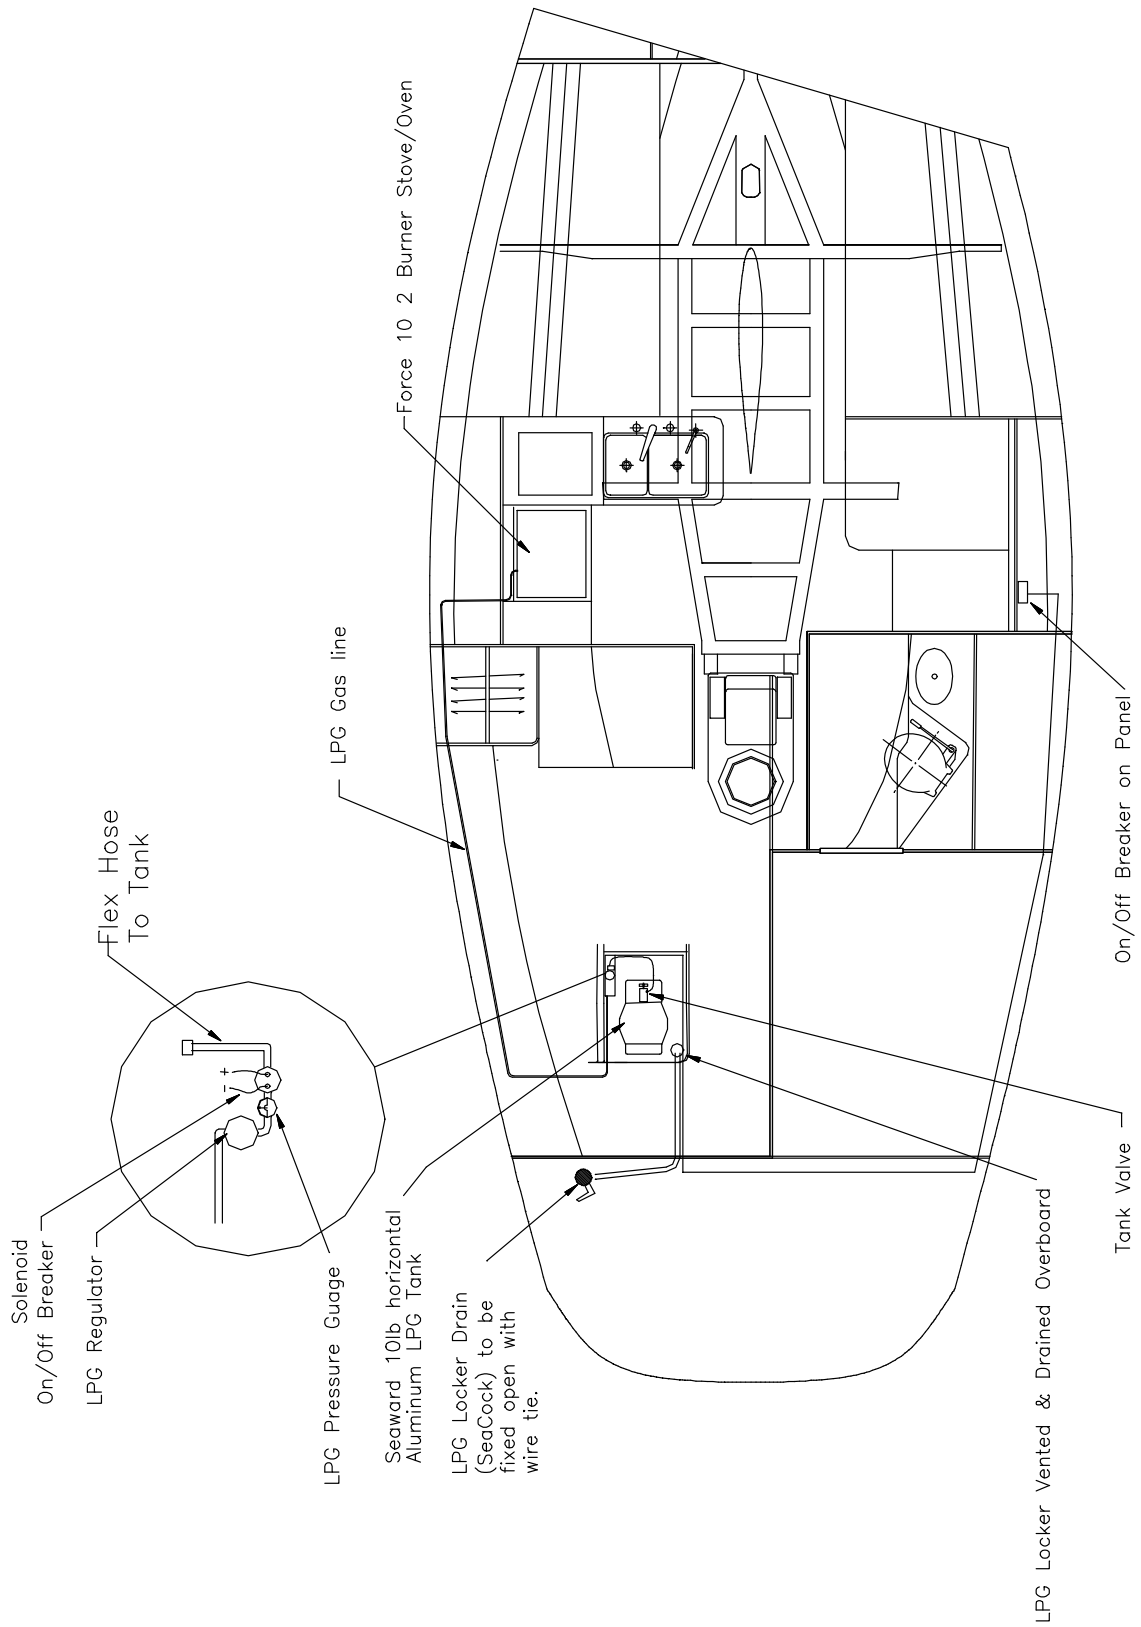 Solenoid
On/Off Breaker
LPG Regulator
- +
Flex Hose
To Tank
LPG Pressure Guage
LPG Gas line
Force 10 2 Burner Stove/Oven
Seaward 10lb horizontal
Aluminum LPG Tank
LPG Locker Drain
(SeaCock) to be
fixed open with
wire tie.
LPG Locker Vented & Drained Overboard
Tank Valve
On/Off Breaker on Panel